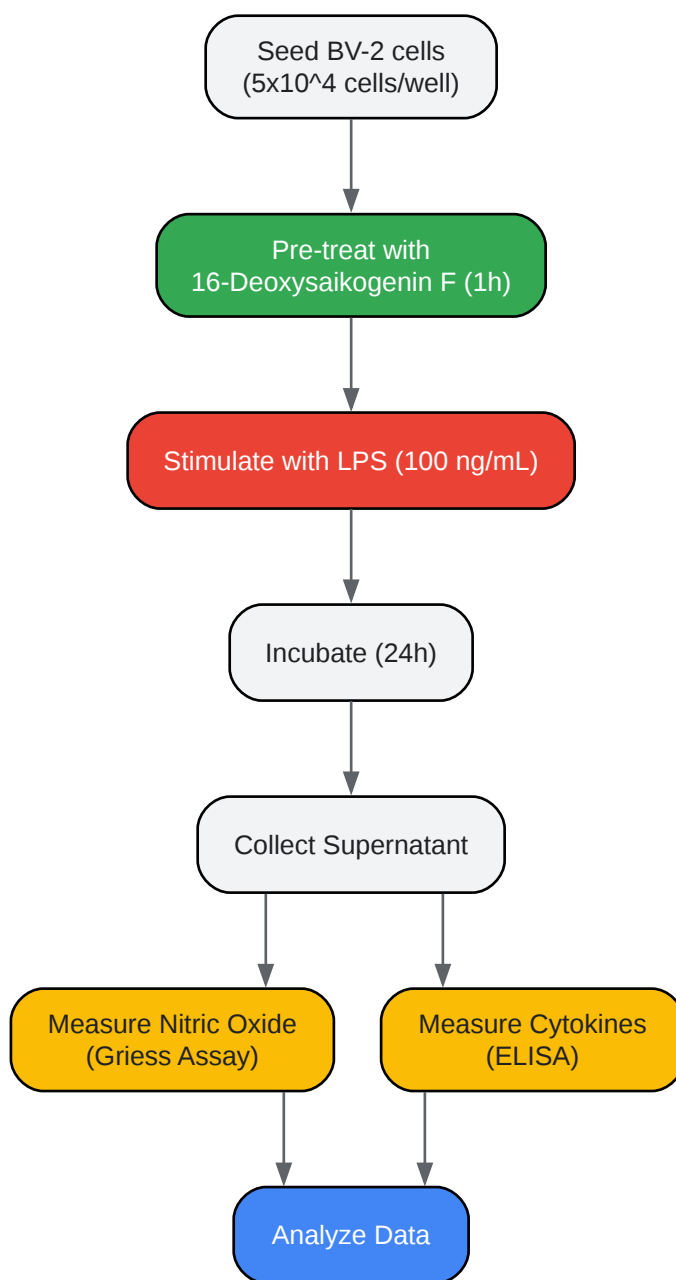 Seed BV-2 cells
(5x10^4 cells/well)
Pre-treat with
16-Deoxysaikogenin F (1h)
Stimulate with LPS (100 ng/mL)
Incubate (24h)
Collect Supernatant
Measure Nitric Oxide
(Griess Assay)
Measure Cytokines
(ELISA)
Analyze Data